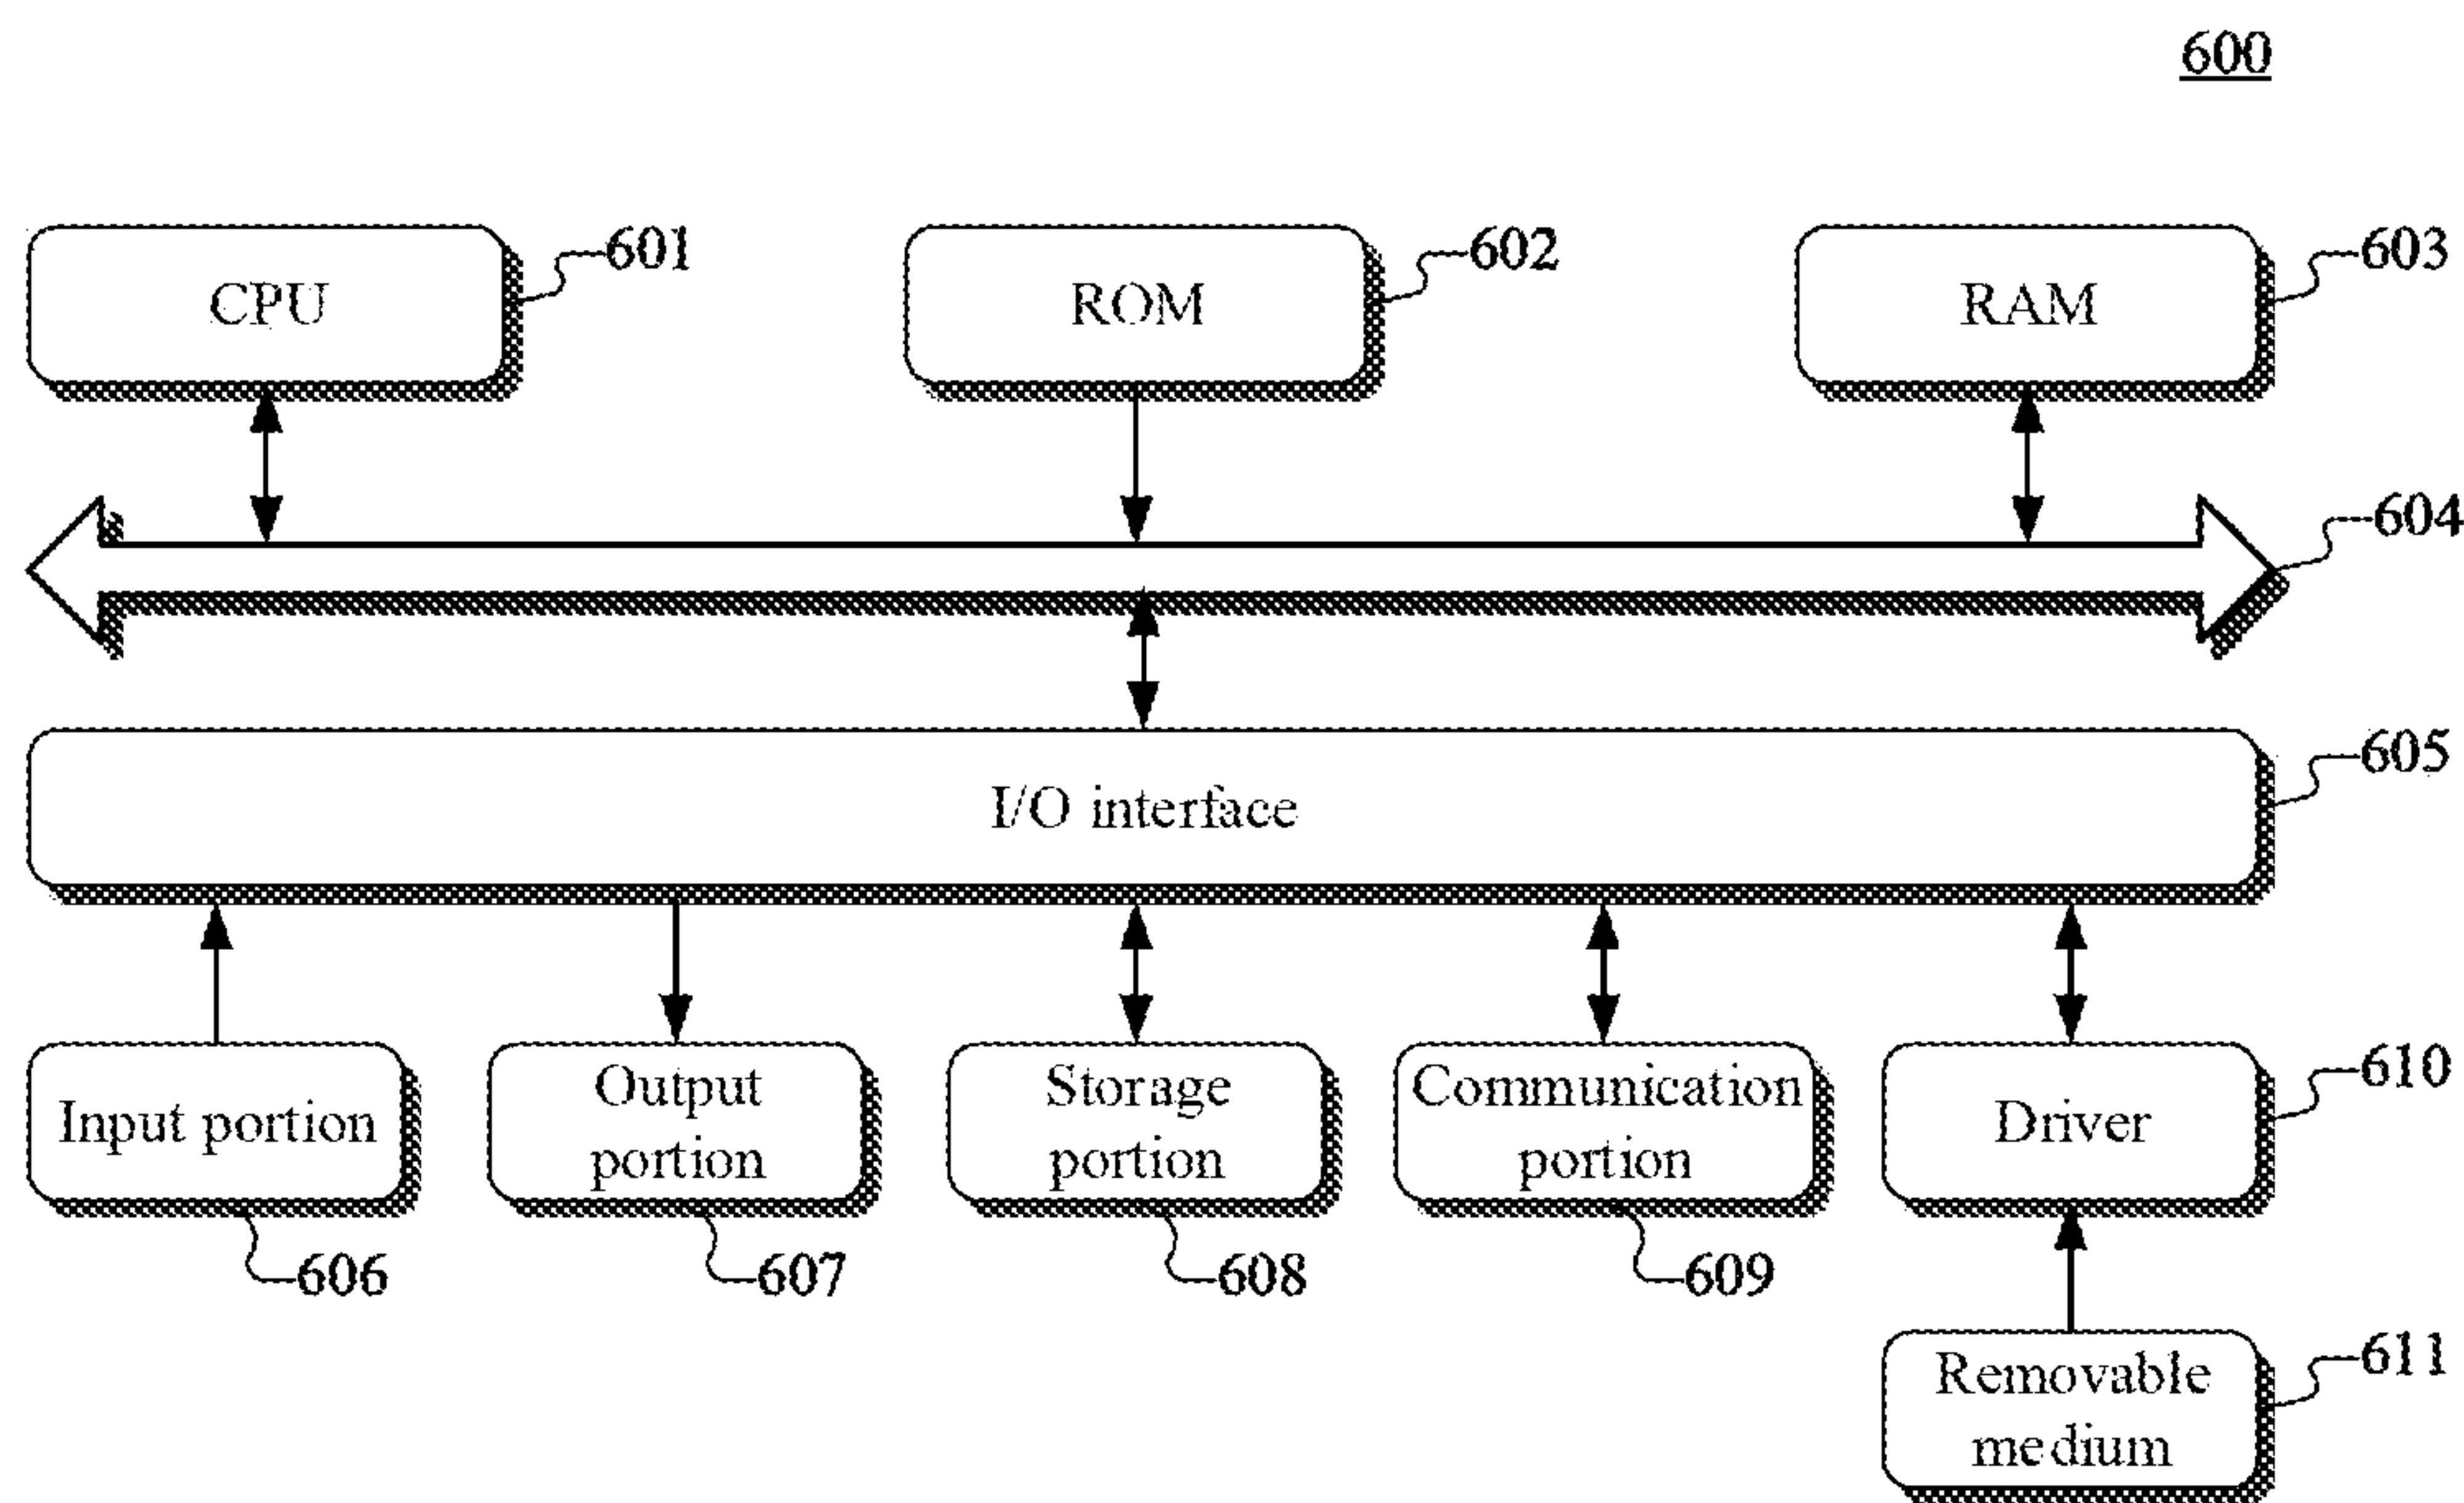 600
CPU
601
ROM
602
RAM
603
604
I/O interface
605
Input portion
606
Output
portion
607
Storage
portion
608
Communication
portion
609
Driver
610
Removable
medium
611